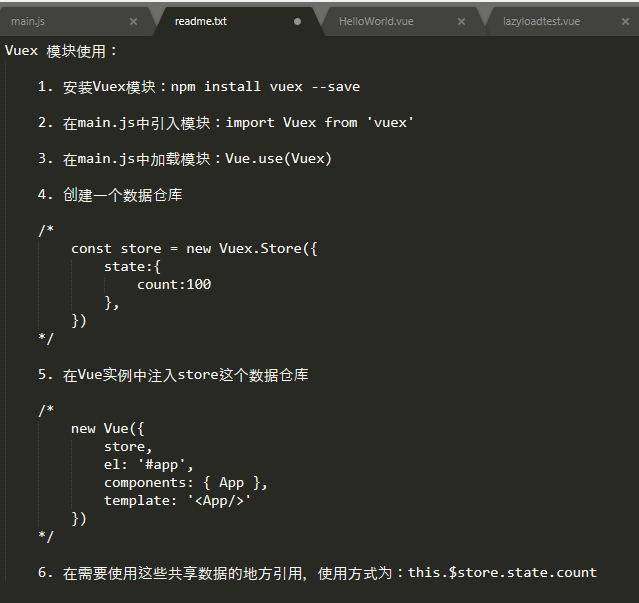 main.js × readme.txt ● HelloWorld.vue × lazyloadtest.vue ×
Vuex 模块使用：
1. 安装Vuex模块：npm install vuex --save
2. 在main.js中引入模块：import Vuex from 'vuex'
3. 在main.js中加载模块：Vue.use(Vuex)
4. 创建一个数据仓库
/*
const store = new Vuex.Store({
state:{
count:100
},
})
*/
5. 在Vue实例中注入store这个数据仓库
/*
new Vue({
store,
el: '#app',
components: { App },
template: '<App/>'
})
*/
6. 在需要使用这些共享数据的地方引用，使用方式为：this.$store.state.count